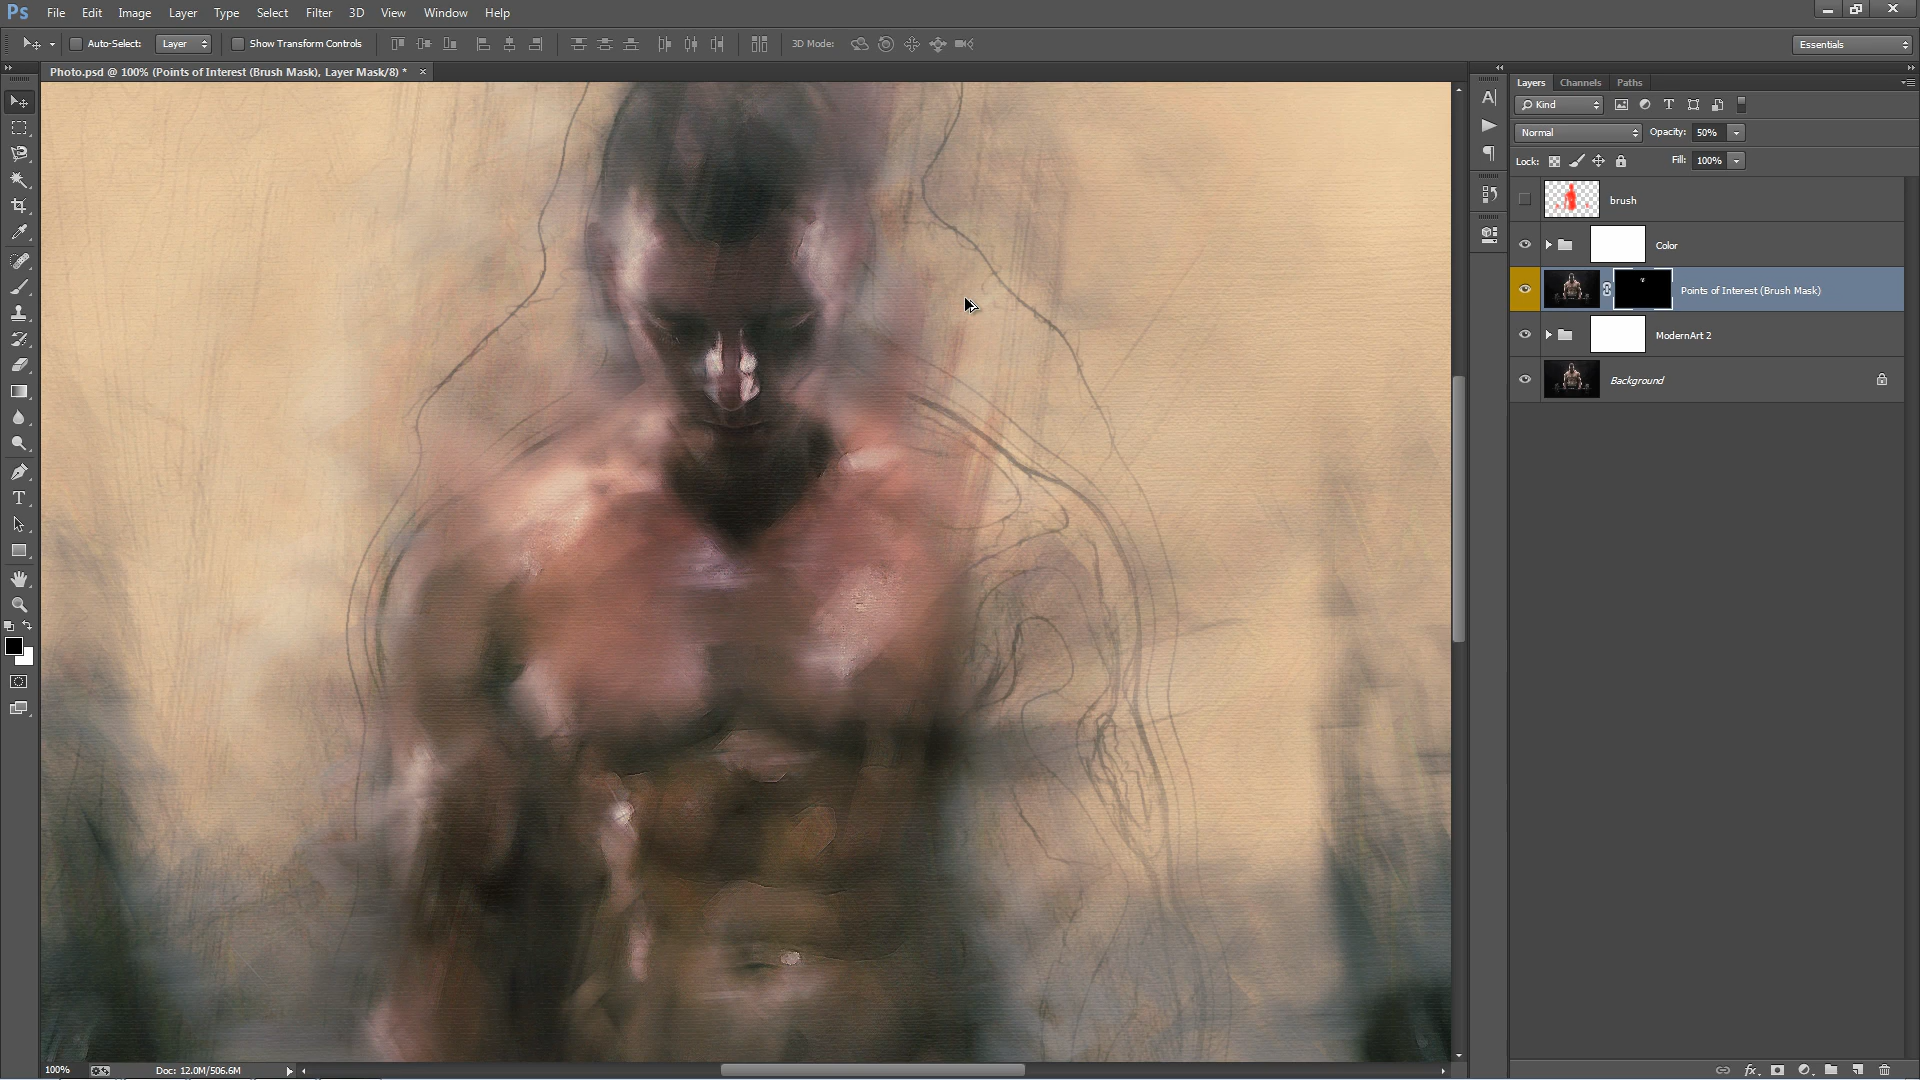 Ps File Edit Image Layer Type Select Filter 3D View Window Help
Auto-Select: Layer Show Transform Controls 3D Mode: Essentials
Photo.psd @ 100% (Points of Interest (Brush Mask), Layer Mask/8) *
Layers Channels Paths
Kind
Normal Opacity: 50%
Lock: Fill: 100%
brush
Color
Points of Interest (Brush Mask)
ModernArt 2
Background
100% Doc: 12.0M/506.6M